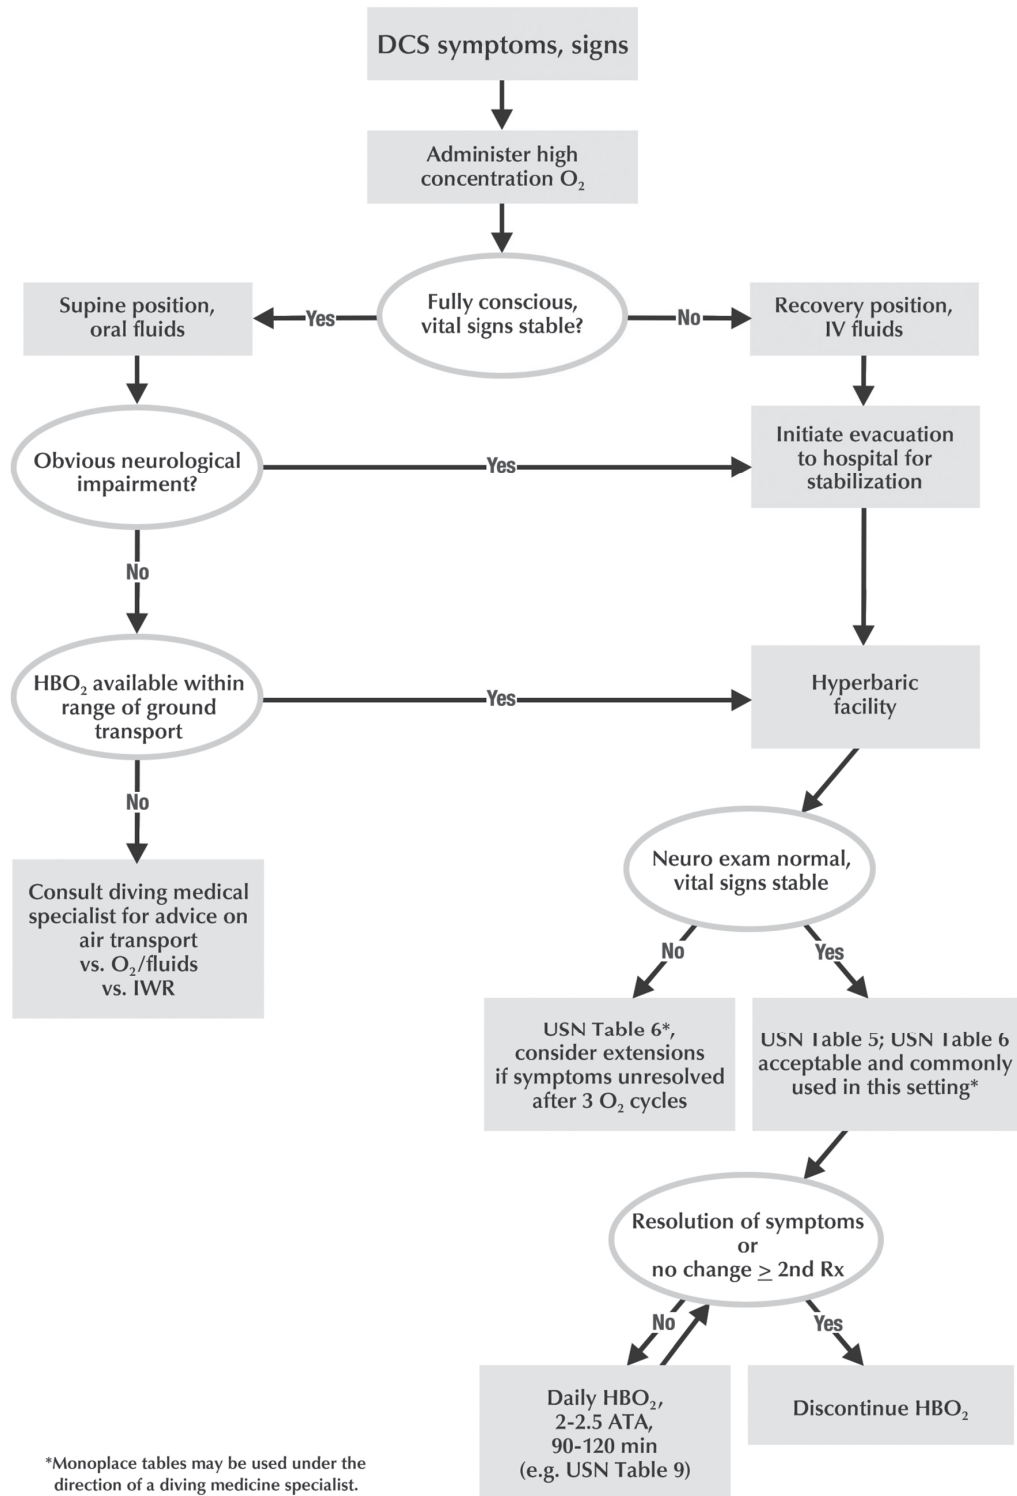 DCS symptoms, signs
Administer high
concentration O₂
Fully conscious,
vital signs stable?
Yes
No
Supine position,
oral fluids
Recovery position,
IV fluids
Obvious neurological
impairment?
Yes
Initiate evacuation
to hospital for
stabilization
No
HBO₂ available within
range of ground
transport
Yes
Hyperbaric
facility
No
Consult diving medical
specialist for advice on
air transport
vs. O₂/fluids
vs. IWR
Neuro exam normal,
vital signs stable
No
Yes
USN Table 6*,
consider extensions
if symptoms unresolved
after 3 O₂ cycles
USN Table 5; USN Table 6
acceptable and commonly
used in this setting*
Resolution of symptoms
or
no change ≥ 2nd Rx
No
Yes
Daily HBO₂,
2-2.5 ATA,
90-120 min
(e.g. USN Table 9)
Discontinue HBO₂
*Monoplace tables may be used under the
direction of a diving medicine specialist.